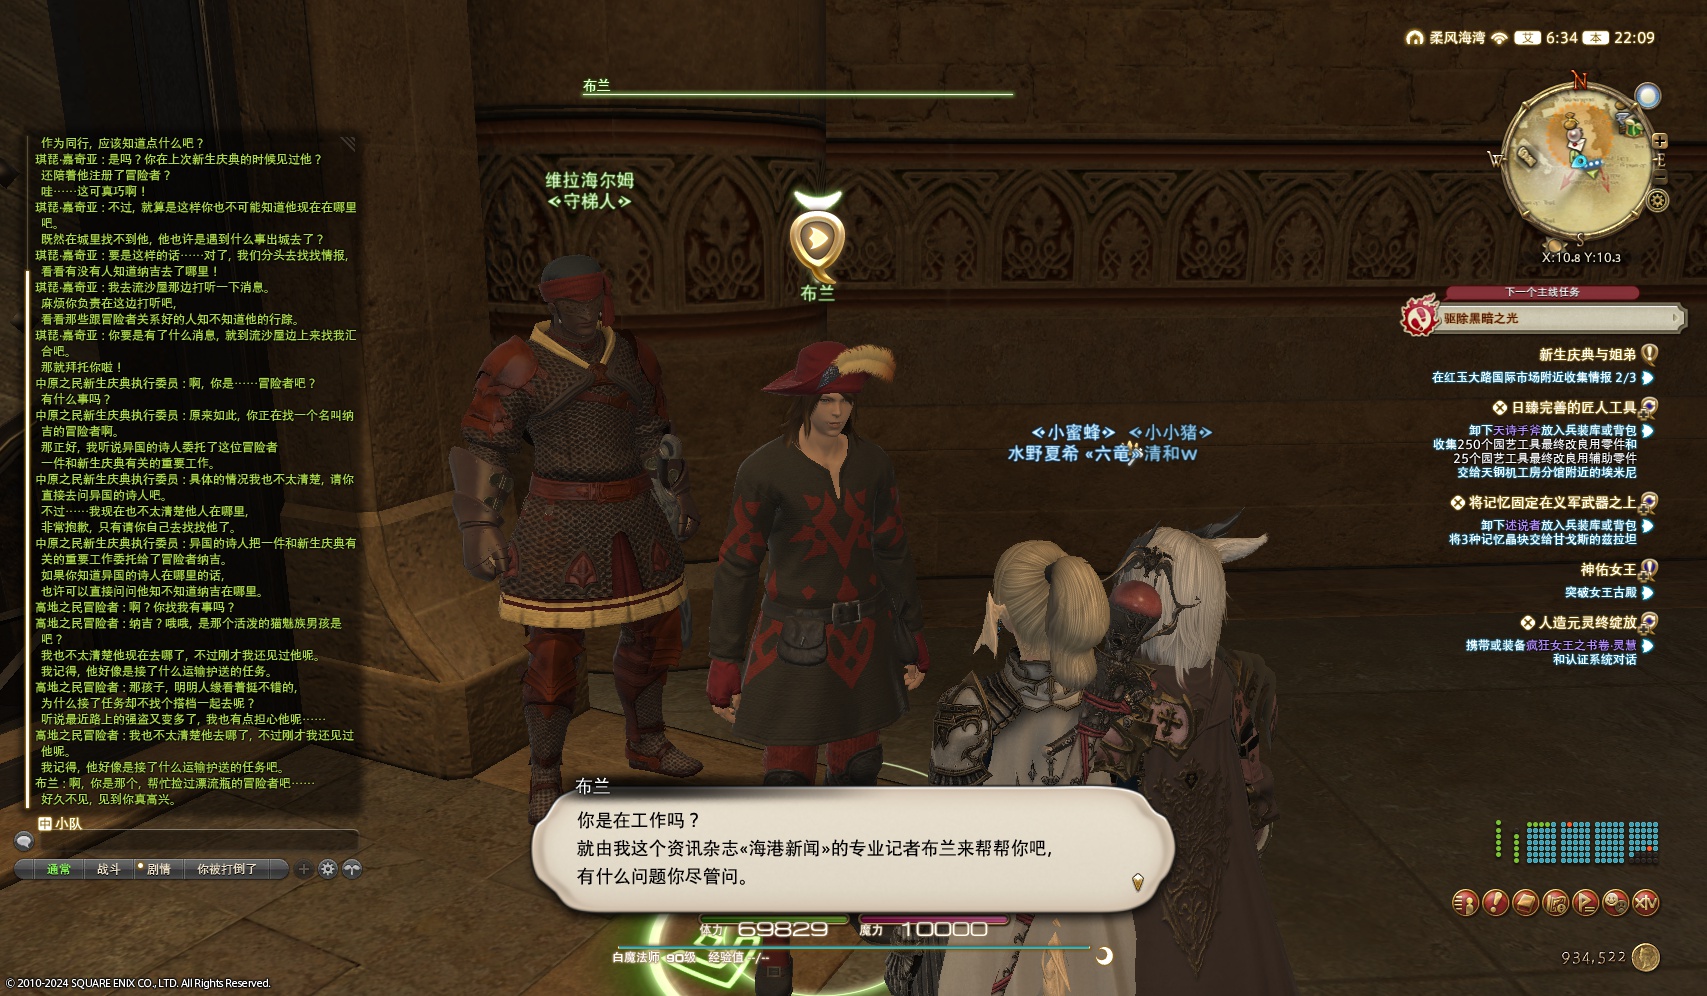 柔风海湾 艾 6:34 本 22:09
布兰
N
W
E
S
X:10.8 Y:10.3
维拉海尔姆
守梯人
布兰
小蜜蜂
水野夏希 «六竜»
小小猪
清和w
作为同行，应该知道点什么吧？
琪琵·嘉奇亚：是吗？你在上次新生庆典的时候见过他？
还陪着他注册了冒险者？
哇……这可真巧啊！
琪琵·嘉奇亚：不过，就算是这样你也不可能知道他现在在哪里
吧。
既然在城里找不到他，他也许是遇到什么事出城去了？
琪琵·嘉奇亚：要是这样的话……对了，我们分头去找找情报，
看看有没有人知道纳吉去了哪里！
琪琵·嘉奇亚：我去流沙屋那边打听一下消息。
麻烦你负责在这边打听吧，
看看那些跟冒险者关系好的人知不知道他的行踪。
琪琵·嘉奇亚：你要是有了什么消息，就到流沙屋边上来找我汇
合吧。
那就拜托你啦！
中原之民新生庆典执行委员：啊，你是……冒险者吧？
有什么事吗？
中原之民新生庆典执行委员：原来如此，你正在找一个名叫纳
吉的冒险者啊。
那正好，我听说异国的诗人委托了这位冒险者
一件和新生庆典有关的重要工作。
中原之民新生庆典执行委员：具体的情况我也不太清楚，请你
直接去问异国的诗人吧。
不过……我现在也不太清楚他人在哪里，
非常抱歉，只有请你自己去找找他了。
中原之民新生庆典执行委员：异国的诗人把一件和新生庆典有
关的重要工作委托给了冒险者纳吉。
如果你知道异国的诗人在哪里的话，
也许可以直接问问他知不知道纳吉在哪里。
高地之民冒险者：啊？你找我有事吗？
高地之民冒险者：纳吉？哦哦，是那个活泼的猫魅族男孩是
吧？
我也不太清楚他现在去哪了，不过刚才我还见过他呢。
我记得，他好像是接了什么运输护送的任务。
高地之民冒险者：那孩子，明明人缘看着挺不错的，
为什么接了任务却不找个搭档一起去呢？
听说最近路上的强盗又变多了，我也有点担心他呢……
高地之民冒险者：我也不太清楚他去哪了，不过刚才我还见过
他呢。
我记得，他好像是接了什么运输护送的任务吧。
布兰：啊，你是那个，帮忙捡过漂流瓶的冒险者吧……
好久不见，见到你真高兴。
中 小队
通常 战斗 剧情 你被打倒了
下一个主线任务
驱除黑暗之光
新生庆典与姐弟
在红玉大路国际市场附近收集情报 2/3
日臻完善的匠人工具
卸下天诗手斧放入兵装库或背包
收集250个园艺工具最终改良用零件和
25个园艺工具最终改良用辅助零件
交给天钢机工房分馆附近的埃米尼
将记忆固定在义军武器之上
卸下述说者放入兵装库或背包
将3种记忆晶块交给甘戈斯的兹拉坦
神佑女王
突破女王古殿
人造元灵终绽放
携带或装备疯狂女王之书卷·灵慧
和认证系统对话
布兰
你是在工作吗？
就由我这个资讯杂志«海港新闻»的专业记者布兰来帮帮你吧，
有什么问题你尽管问。
体力 69829 魔力 10000
白魔法师 90级 经验值 -/--
XIV
934,522
© 2010-2024 SQUARE ENIX CO., LTD. All Rights Reserved.